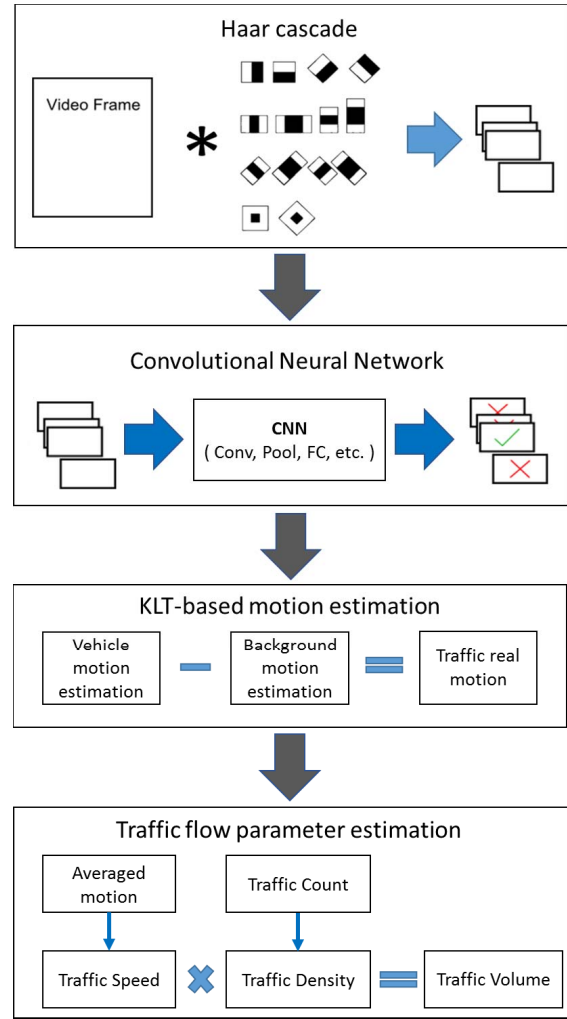 Haar cascade
Video Frame
*
Convolutional Neural Network
CNN
( Conv, Pool, FC, etc. )
KLT-based motion estimation
Vehicle
motion
estimation
Background
motion
estimation
Traffic real
motion
Traffic flow parameter estimation
Averaged
motion
Traffic Count
Traffic Speed
Traffic Density
Traffic Volume